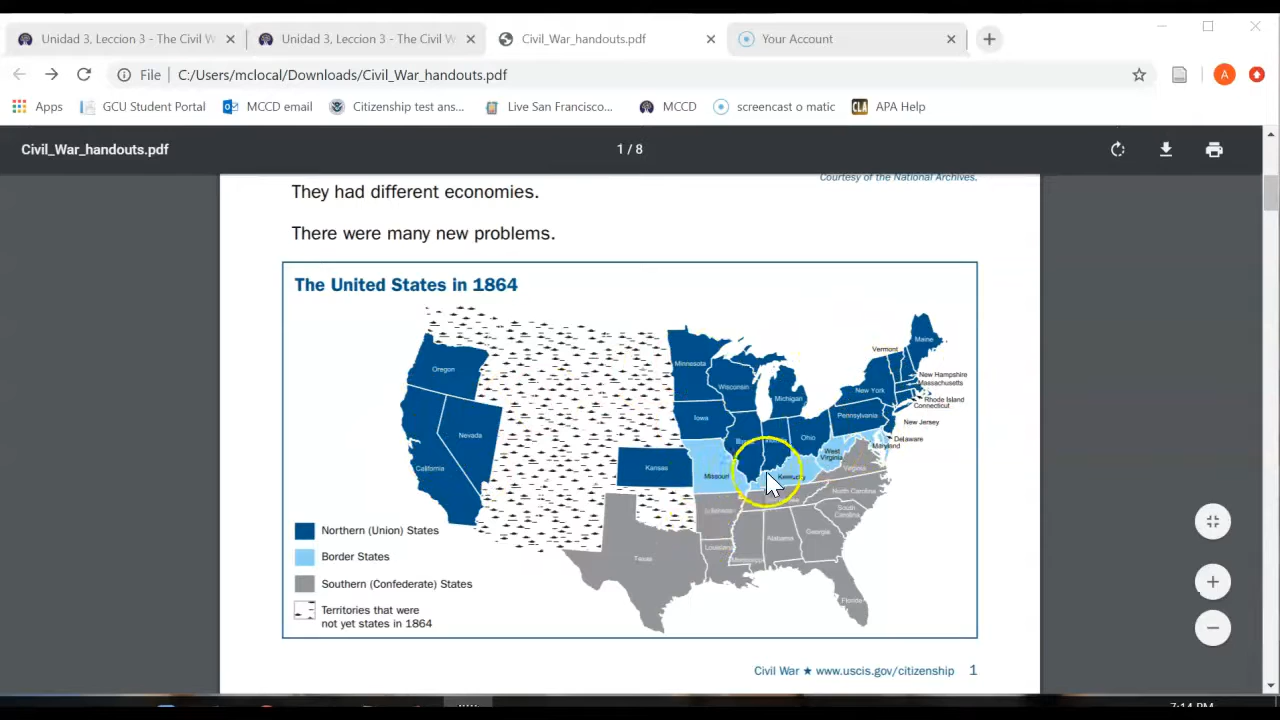 Unidad 3, Leccion 3 - The Civil W
Unidad 3, Leccion 3 - The Civil W
Civil_War_handouts.pdf
Your Account
File
C:/Users/mclocal/Downloads/Civil_War_handouts.pdf
A
Apps
GCU Student Portal
MCCD email
Citizenship test ans...
Live San Francisco...
MCCD
screencast o matic
CLA
APA Help
Civil_War_handouts.pdf
1 / 8
Courtesy of the National Archives.
They had different economies.
There were many new problems.
The United States in 1864
Oregon
Nevada
California
Kansas
Texas
Minnesota
Wisconsin
Iowa
Michigan
Ohio
Missouri
West
Virginia
Virginia
North Carolina
South
Carolina
Georgia
Alabama
Mississippi
Florida
Pennsylvania
New York
Vermont
Maine
New Hampshire
Massachusetts
Rhode Island
Connecticut
New Jersey
Delaware
Maryland
Northern (Union) States
Border States
Southern (Confederate) States
Territories that were
not yet states in 1864
Civil War ★ www.uscis.gov/citizenship 1
7:14 PM